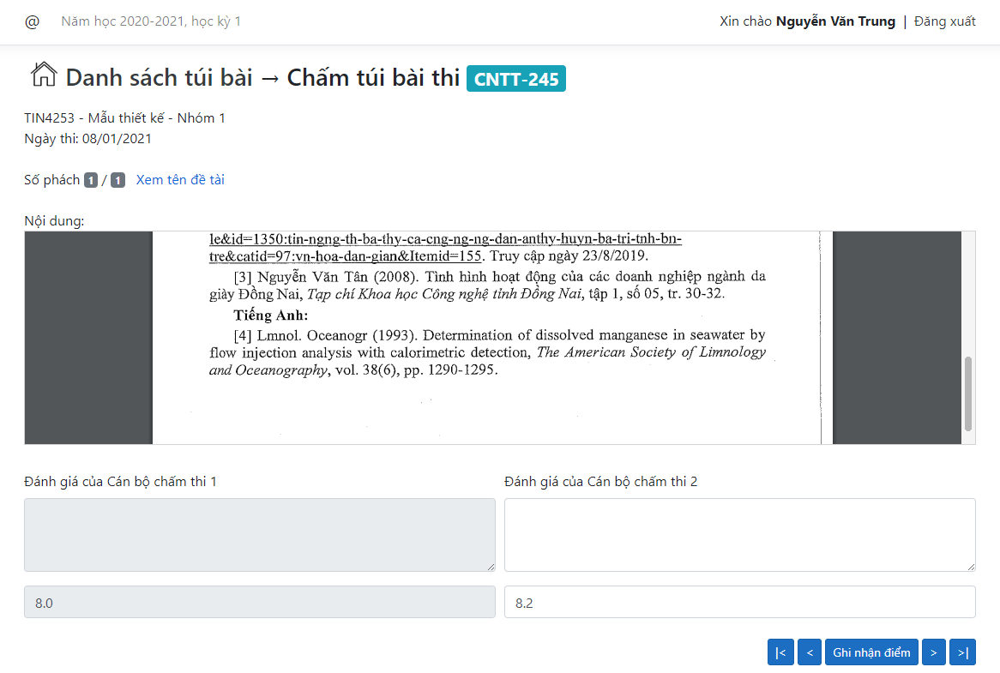 @ Năm học 2020-2021, học kỳ 1 Xin chào Nguyễn Văn Trung | Đăng xuất
Danh sách túi bài → Chấm túi bài thi CNTT-245
TIN4253 - Mẫu thiết kế - Nhóm 1
Ngày thi: 08/01/2021
Số phách 1 / 1 Xem tên đề tài
Nội dung:
le&id=1350:tin-ngng-th-ba-thy-ca-cng-ng-ng-dan-anthy-huyn-ba-tri-tnh-bn-
tre&catid=97:vn-hoa-dan-gian&Itemid=155. Truy cập ngày 23/8/2019.
[3] Nguyễn Văn Tân (2008). Tình hình hoạt động của các doanh nghiệp ngành da
giày Đồng Nai, Tạp chí Khoa học Công nghệ tỉnh Đồng Nai, tập 1, số 05, tr. 30-32.
Tiếng Anh:
[4] Lmnol. Oceanogr (1993). Determination of dissolved manganese in seawater by
flow injection analysis with calorimetric detection, The American Society of Limnology
and Oceanography, vol. 38(6), pp. 1290-1295.
Đánh giá của Cán bộ chấm thi 1
Đánh giá của Cán bộ chấm thi 2
8.0
8.2
|< < Ghi nhận điểm > >|